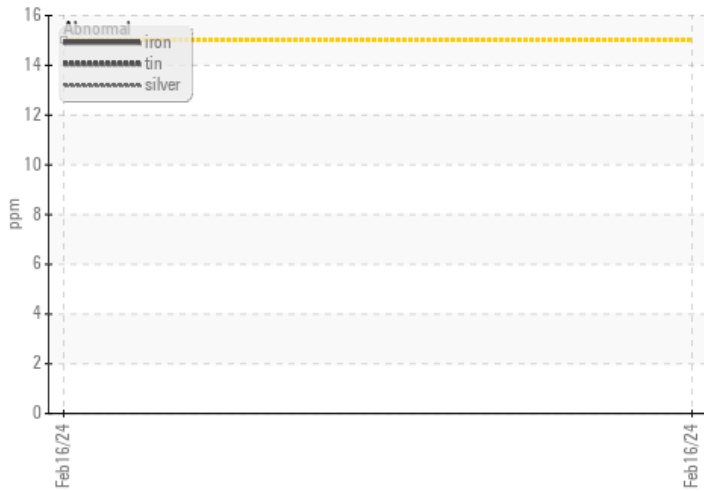 16
Abnormal
iron
tin
silver
14
12
10
8
6
4
2
0
ppm
Feb16/24
Feb16/24